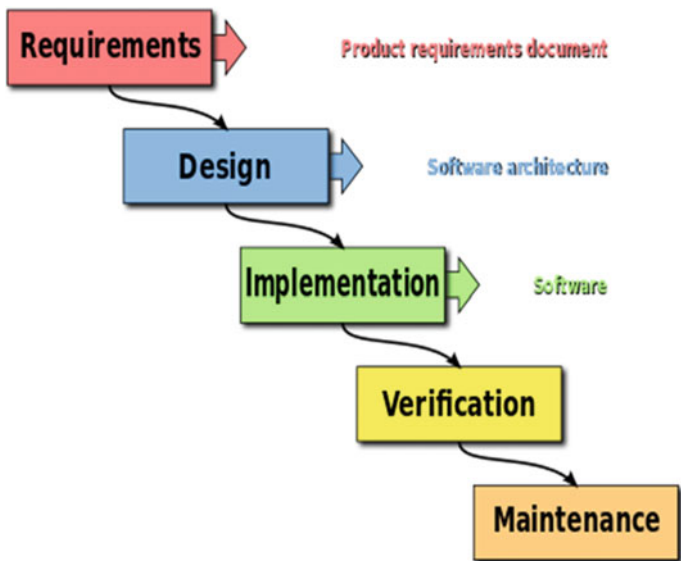 Requirements
Product requirements document
Design
Software architecture
Implementation
Software
Verification
Maintenance